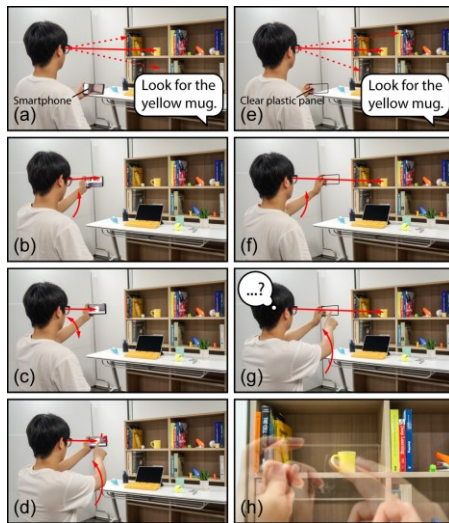 Look for the
yellow mug.
Smartphone
(a)
Look for the
yellow mug.
Clear plastic panel
(e)
(b)
(f)
(c)
...?
(g)
(d)
(h)